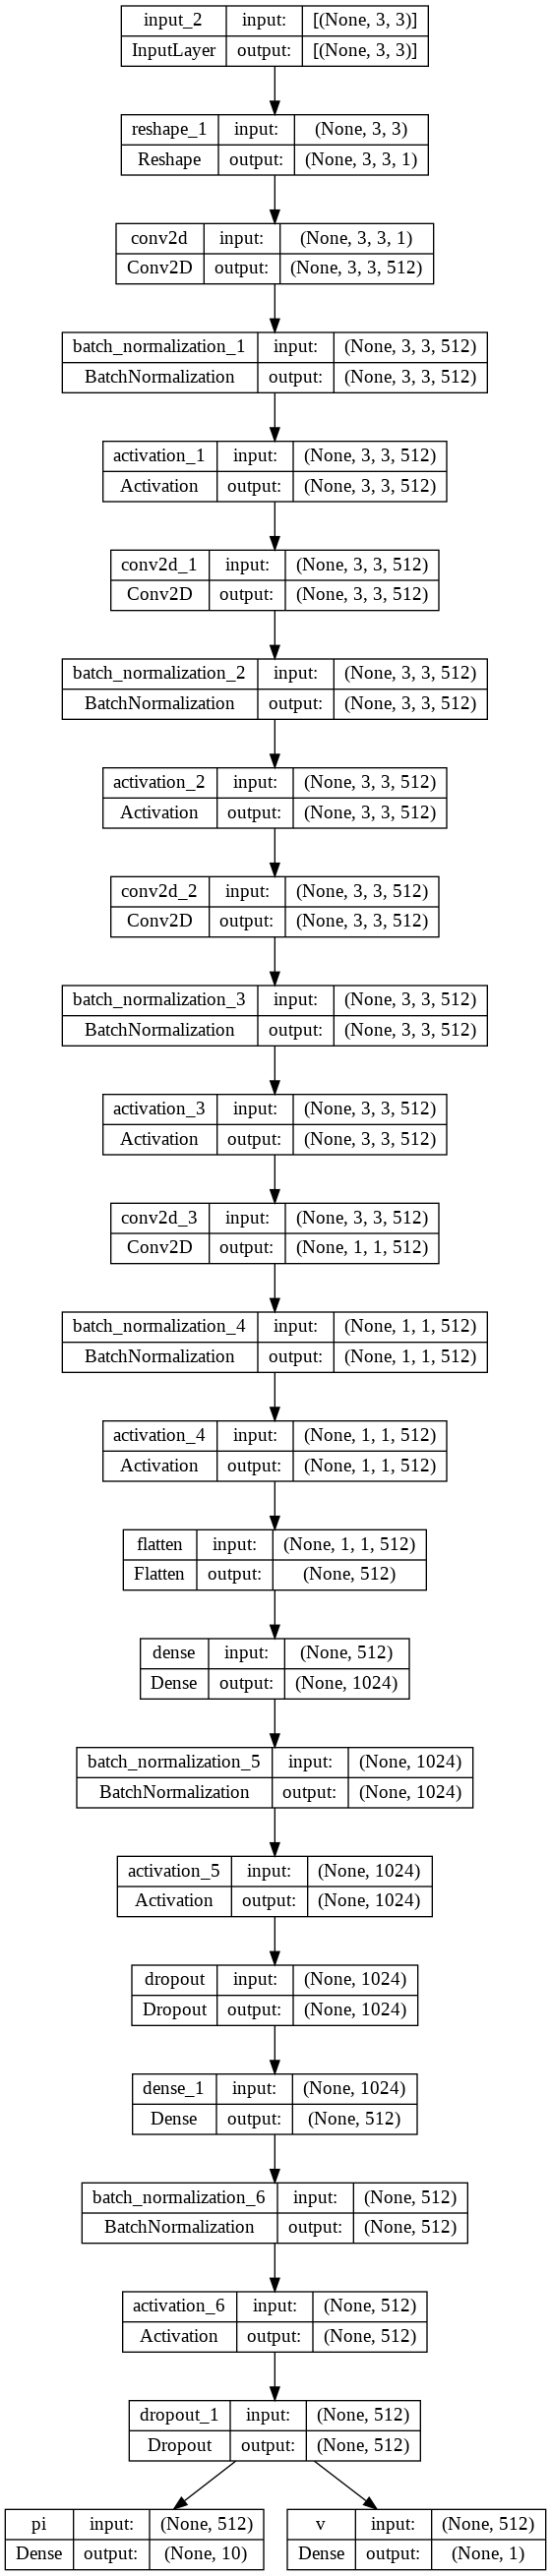 input_2 input: [(None, 3, 3)]
InputLayer output: [(None, 3, 3)]
reshape_1 input: (None, 3, 3)
Reshape output: (None, 3, 3, 1)
conv2d input: (None, 3, 3, 1)
Conv2D output: (None, 3, 3, 512)
batch_normalization_1 input: (None, 3, 3, 512)
BatchNormalization output: (None, 3, 3, 512)
activation_1 input: (None, 3, 3, 512)
Activation output: (None, 3, 3, 512)
conv2d_1 input: (None, 3, 3, 512)
Conv2D output: (None, 3, 3, 512)
batch_normalization_2 input: (None, 3, 3, 512)
BatchNormalization output: (None, 3, 3, 512)
activation_2 input: (None, 3, 3, 512)
Activation output: (None, 3, 3, 512)
conv2d_2 input: (None, 3, 3, 512)
Conv2D output: (None, 3, 3, 512)
batch_normalization_3 input: (None, 3, 3, 512)
BatchNormalization output: (None, 3, 3, 512)
activation_3 input: (None, 3, 3, 512)
Activation output: (None, 3, 3, 512)
conv2d_3 input: (None, 3, 3, 512)
Conv2D output: (None, 1, 1, 512)
batch_normalization_4 input: (None, 1, 1, 512)
BatchNormalization output: (None, 1, 1, 512)
activation_4 input: (None, 1, 1, 512)
Activation output: (None, 1, 1, 512)
flatten input: (None, 1, 1, 512)
Flatten output: (None, 512)
dense input: (None, 512)
Dense output: (None, 1024)
batch_normalization_5 input: (None, 1024)
BatchNormalization output: (None, 1024)
activation_5 input: (None, 1024)
Activation output: (None, 1024)
dropout input: (None, 1024)
Dropout output: (None, 1024)
dense_1 input: (None, 1024)
Dense output: (None, 512)
batch_normalization_6 input: (None, 512)
BatchNormalization output: (None, 512)
activation_6 input: (None, 512)
Activation output: (None, 512)
dropout_1 input: (None, 512)
Dropout output: (None, 512)
pi input: (None, 512)
Dense output: (None, 10)
v input: (None, 512)
Dense output: (None, 1)